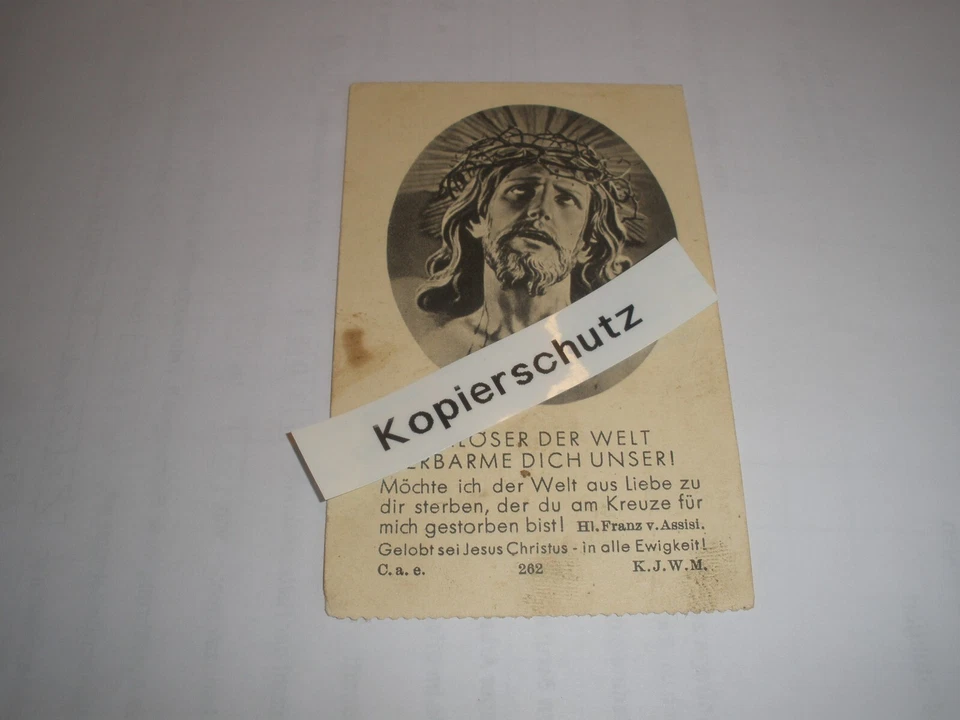 Kopierschutz
LÖSER DER WELT
ERBARME DICH UNSER!
Möchte ich der Welt aus Liebe zu
dir sterben, der du am Kreuze für
mich gestorben bist! Hl. Franz v. Assisi.
Gelobt sei Jesus Christus - in alle Ewigkeit!
C. a. e. 262 K. J. W. M.